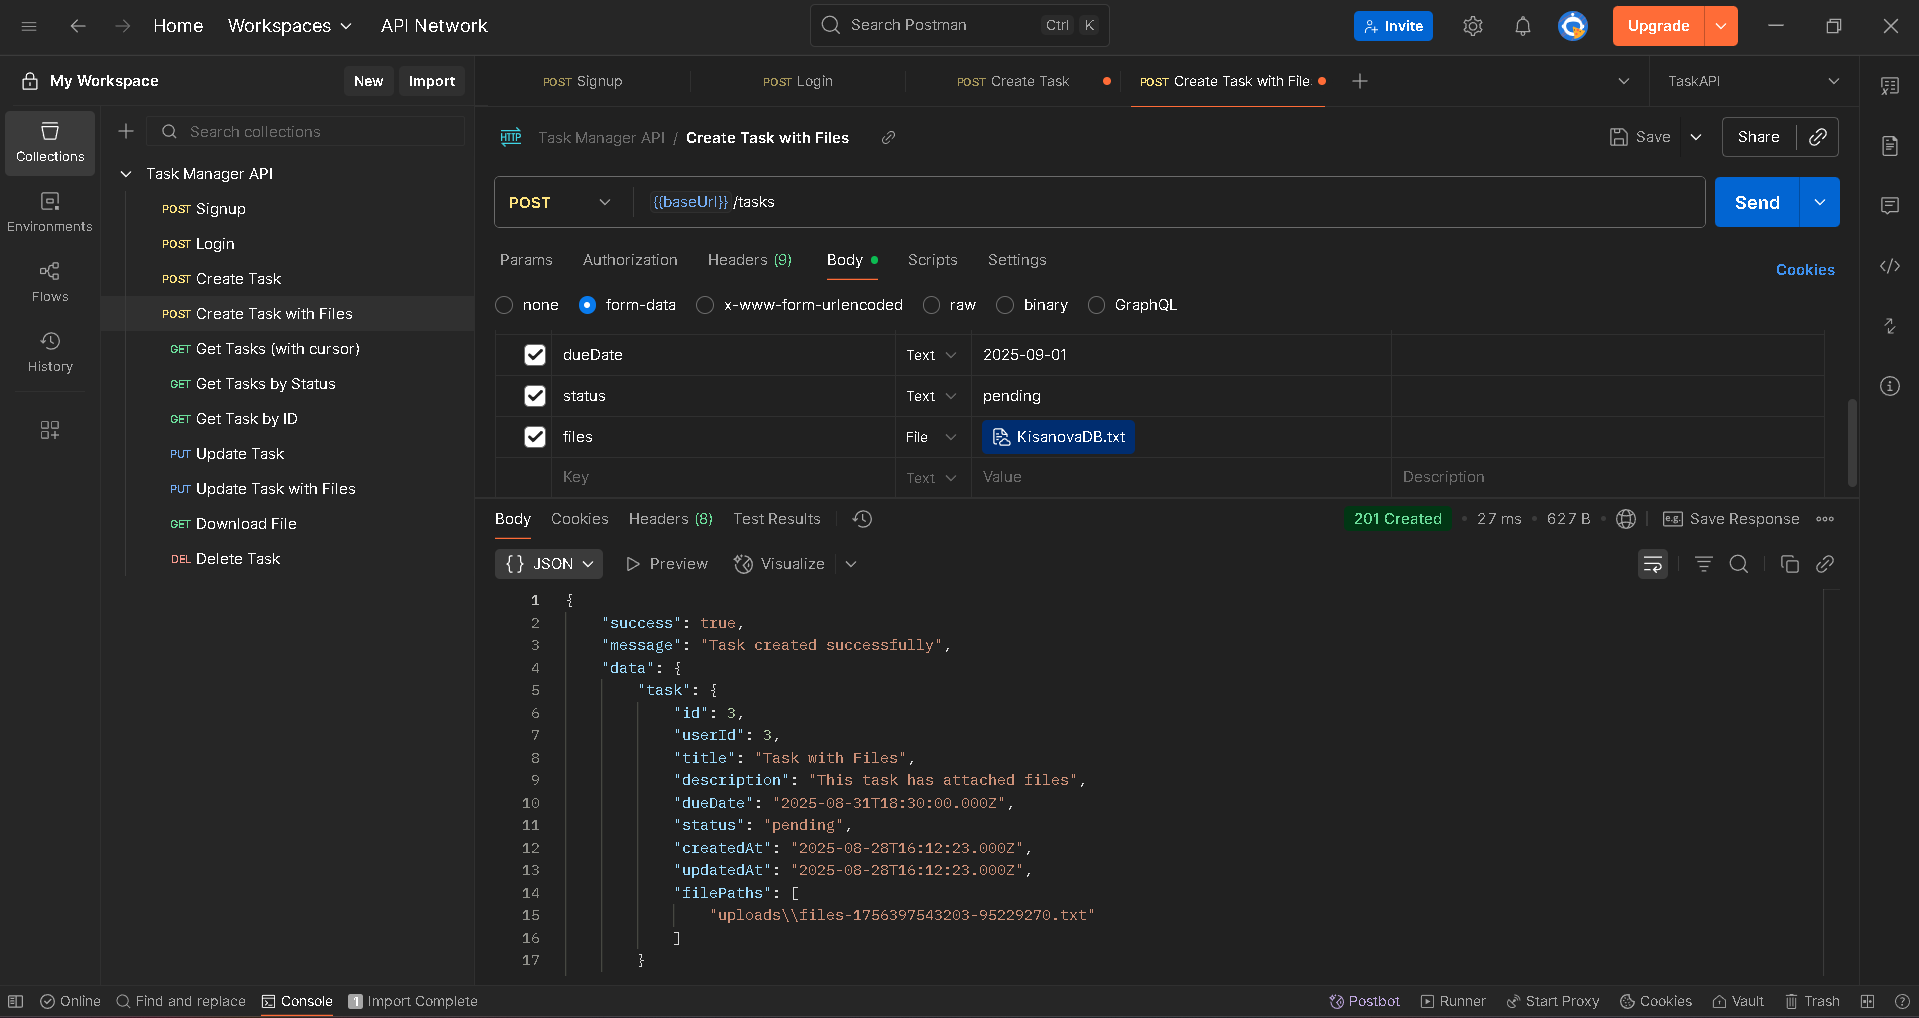 Home Workspaces API Network
Search Postman Ctrl K
Invite
Upgrade
My Workspace New Import
POST Signup POST Login POST Create Task POST Create Task with File
TaskAPI
Collections
Environments
Flows
History
Search collections
Task Manager API
POST Signup
POST Login
POST Create Task
POST Create Task with Files
GET Get Tasks (with cursor)
GET Get Tasks by Status
GET Get Task by ID
PUT Update Task
PUT Update Task with Files
GET Download File
DEL Delete Task
HTTP Task Manager API / Create Task with Files
Save Share
POST {{baseUrl}} /tasks Send
Params Authorization Headers (9) Body Scripts Settings Cookies
none form-data x-www-form-urlencoded raw binary GraphQL
dueDate Text 2025-09-01
status Text pending
files File KisanovaDB.txt
Key Text Value Description
Body Cookies Headers (8) Test Results 201 Created 27 ms 627 B e.g. Save Response
{} JSON Preview Visualize
1 {
2 "success": true,
3 "message": "Task created successfully",
4 "data": {
5 "task": {
6 "id": 3,
7 "userId": 3,
8 "title": "Task with Files",
9 "description": "This task has attached files",
10 "dueDate": "2025-08-31T18:30:00.000Z",
11 "status": "pending",
12 "createdAt": "2025-08-28T16:12:23.000Z",
13 "updatedAt": "2025-08-28T16:12:23.000Z",
14 "filePaths": [
15 "uploads\\files-1756397543203-95229270.txt"
16 ]
17 }
Online Find and replace Console 1 Import Complete
Postbot Runner Start Proxy Cookies Vault Trash